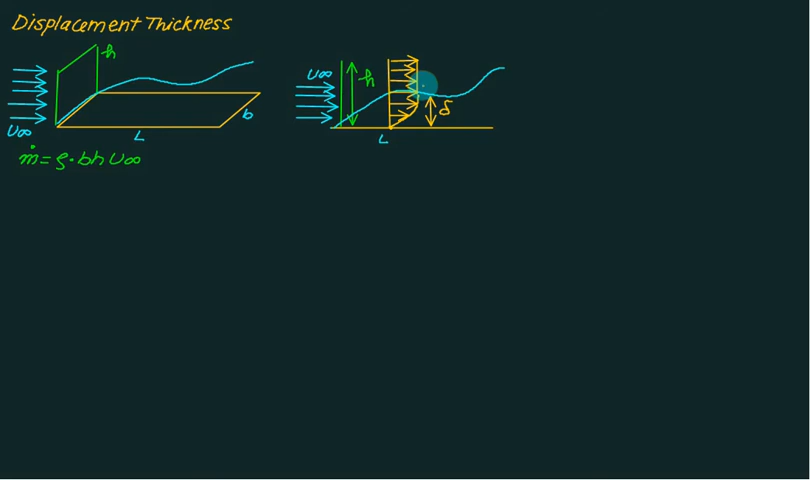 Displacement Thickness
h
U∞
b
L
U∞
h
δ
L
ṁ = ρ · bh U∞